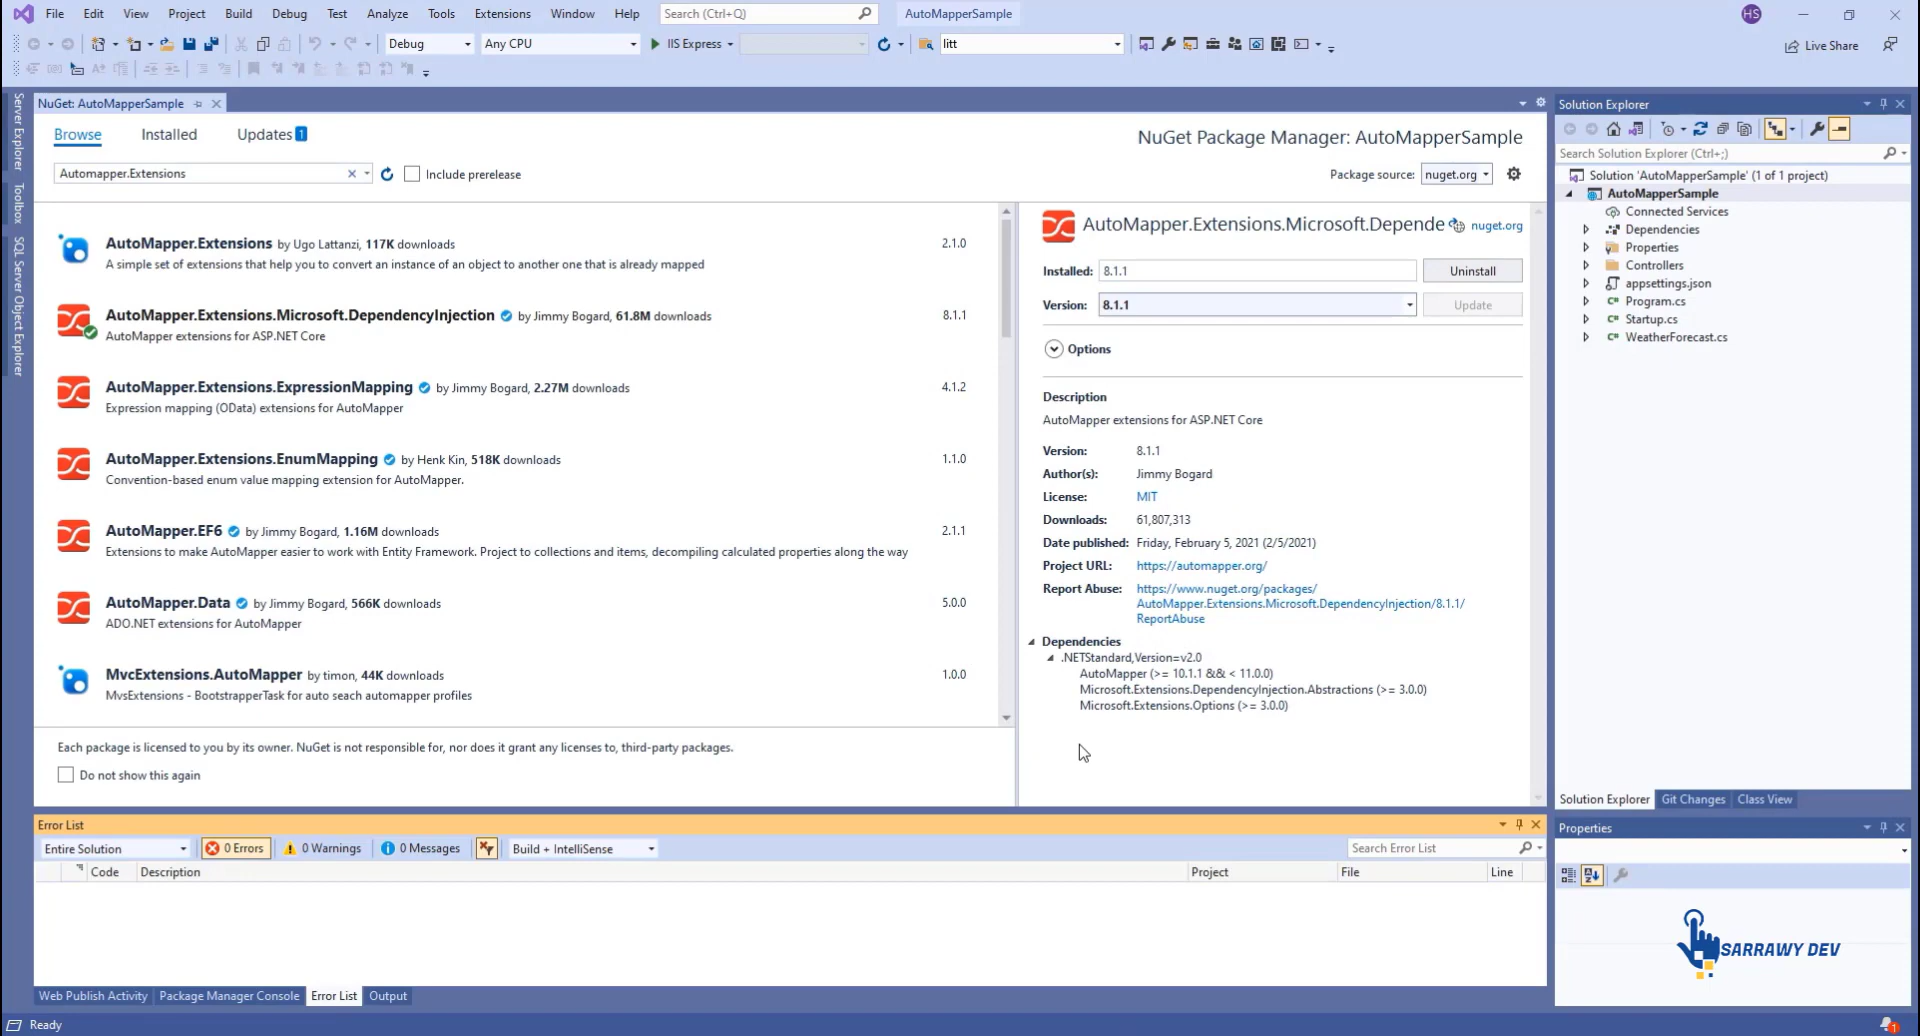 File Edit View Project Build Debug Test Analyze Tools Extensions Window Help Search (Ctrl+Q) AutoMapperSample HS
Debug Any CPU IIS Express litt Live Share
Server Explorer
Toolbox
SQL Server Object Explorer
NuGet: AutoMapperSample
Browse Installed Updates 1
NuGet Package Manager: AutoMapperSample
Automapper.Extensions Include prerelease
Package source: nuget.org
AutoMapper.Extensions by Ugo Lattanzi, 117K downloads 2.1.0
A simple set of extensions that help you to convert an instance of an object to another one that is already mapped
AutoMapper.Extensions.Microsoft.DependencyInjection by Jimmy Bogard, 61.8M downloads 8.1.1
AutoMapper extensions for ASP.NET Core
AutoMapper.Extensions.ExpressionMapping by Jimmy Bogard, 2.27M downloads 4.1.2
Expression mapping (OData) extensions for AutoMapper
AutoMapper.Extensions.EnumMapping by Henk Kin, 518K downloads 1.1.0
Convention-based enum value mapping extension for AutoMapper.
AutoMapper.EF6 by Jimmy Bogard, 1.16M downloads 2.1.1
Extensions to make AutoMapper easier to work with Entity Framework. Project to collections and items, decompiling calculated properties along the way
AutoMapper.Data by Jimmy Bogard, 566K downloads 5.0.0
ADO.NET extensions for AutoMapper
MvcExtensions.AutoMapper by timon, 44K downloads 1.0.0
MvsExtensions - BootstrapperTask for auto seach automapper profiles
Each package is licensed to you by its owner. NuGet is not responsible for, nor does it grant any licenses to, third-party packages.
Do not show this again
AutoMapper.Extensions.Microsoft.Depende nuget.org
Installed: 8.1.1 Uninstall
Version: 8.1.1 Update
Options
Description
AutoMapper extensions for ASP.NET Core
Version: 8.1.1
Author(s): Jimmy Bogard
License: MIT
Downloads: 61,807,313
Date published: Friday, February 5, 2021 (2/5/2021)
Project URL: https://automapper.org/
Report Abuse: https://www.nuget.org/packages/
AutoMapper.Extensions.Microsoft.DependencyInjection/8.1.1/
ReportAbuse
Dependencies
.NETStandard,Version=v2.0
AutoMapper (>= 10.1.1 && < 11.0.0)
Microsoft.Extensions.DependencyInjection.Abstractions (>= 3.0.0)
Microsoft.Extensions.Options (>= 3.0.0)
Solution Explorer
Search Solution Explorer (Ctrl+;)
Solution 'AutoMapperSample' (1 of 1 project)
AutoMapperSample
Connected Services
Dependencies
Properties
Controllers
appsettings.json
C# Program.cs
C# Startup.cs
C# WeatherForecast.cs
Solution Explorer Git Changes Class View
Properties
SARRAWY DEV
Error List
Entire Solution 0 Errors 0 Warnings 0 Messages Build + IntelliSense Search Error List
Code Description Project File Line
Web Publish Activity Package Manager Console Error List Output
Ready 1